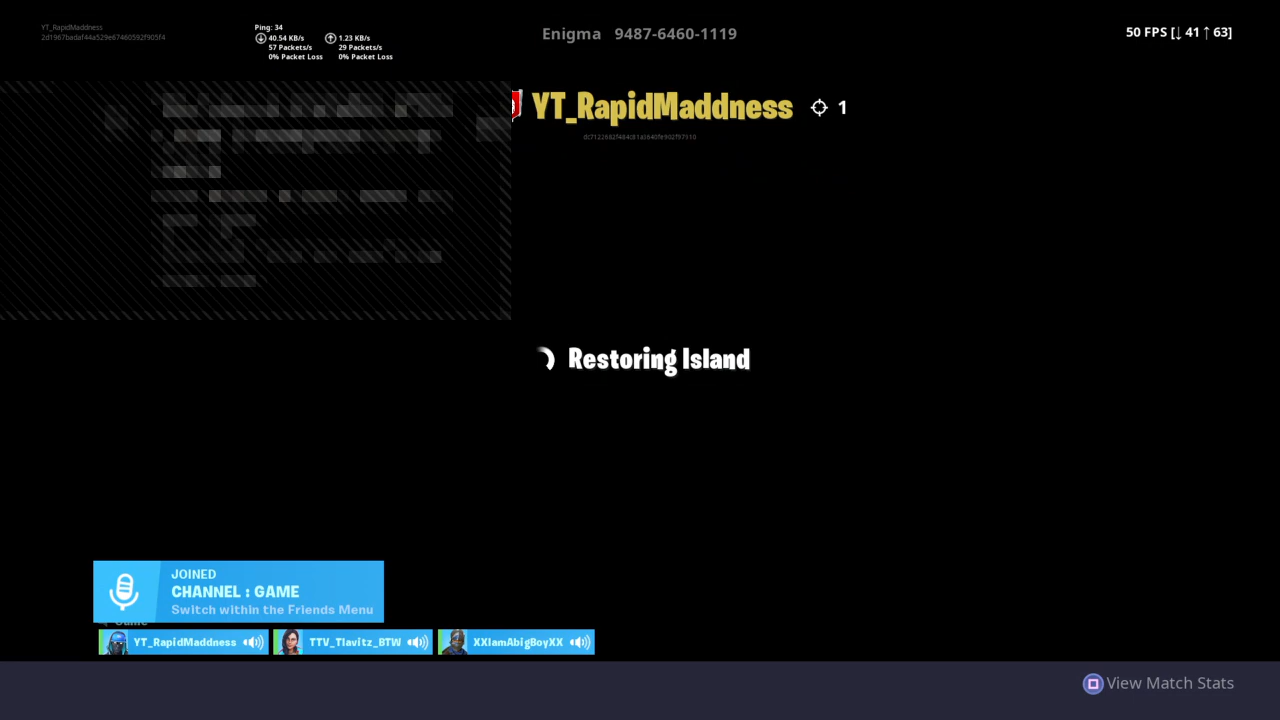 YT_RapidMaddness
Ping: 34
40.54 KB/s 1.23 KB/s
57 Packets/s 29 Packets/s
0% Packet Loss 0% Packet Loss
Enigma 9487-6460-1119
50 FPS [↓ 41 ↑ 63]
YT_RapidMaddness 1
Restoring Island
JOINED
CHANNEL : GAME
Switch within the Friends Menu
Game
YT_RapidMaddness TTV_Tlavitz_BTW XXIamAbigBoyXX
View Match Stats